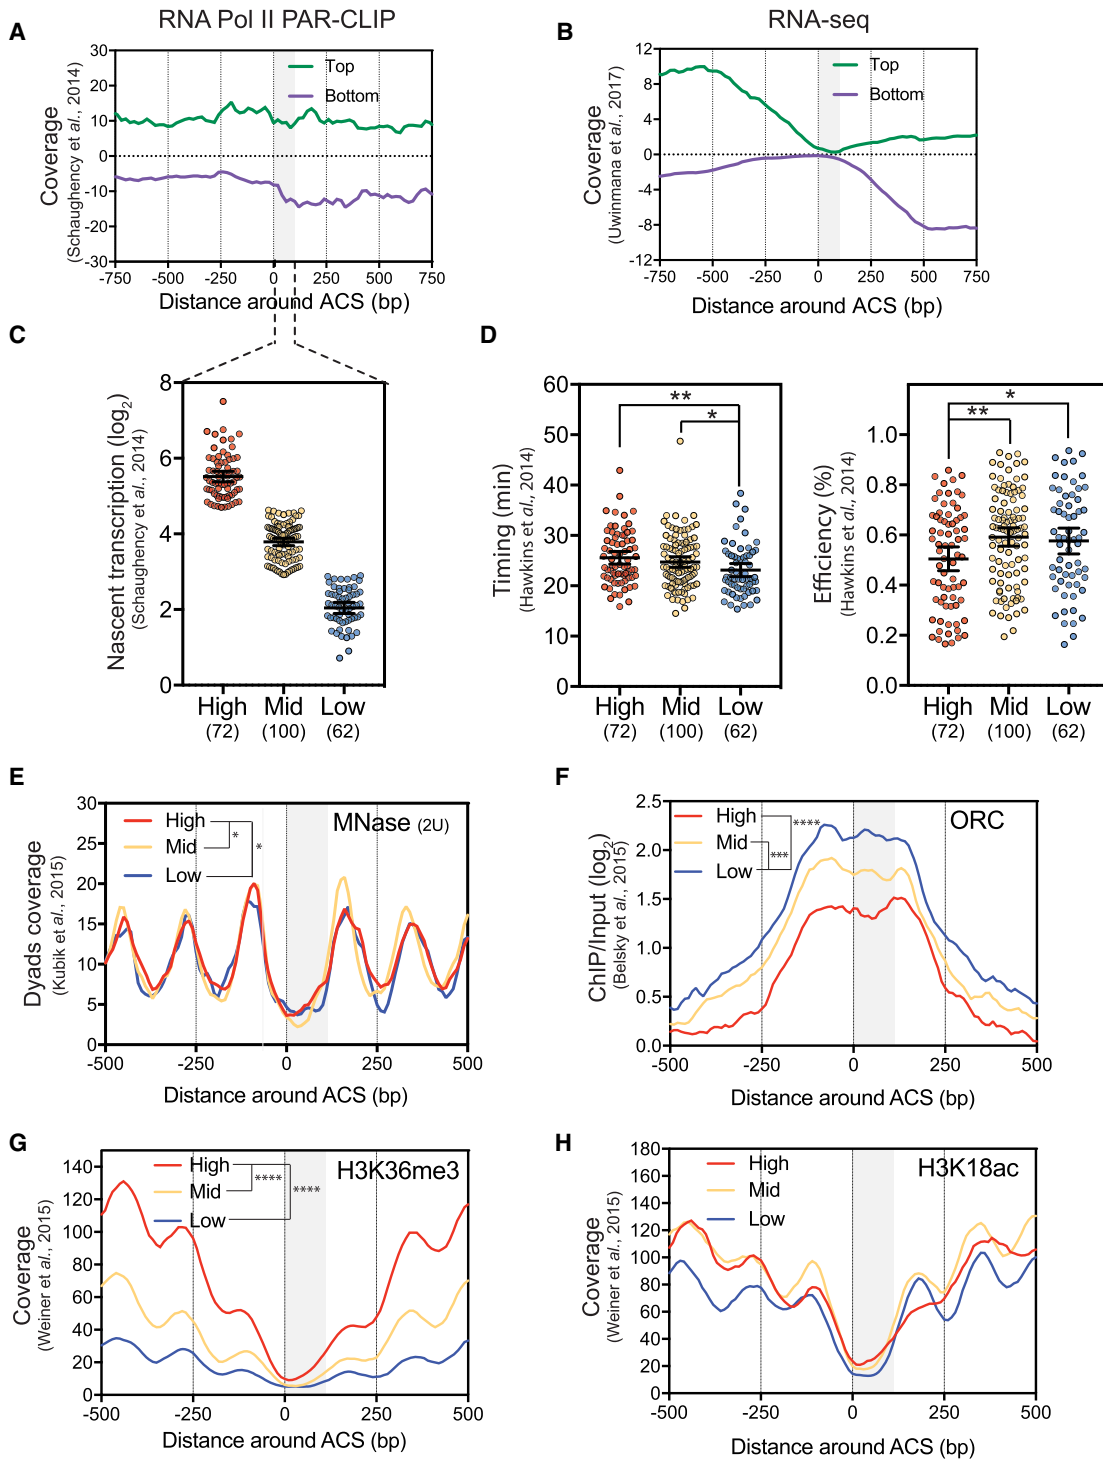 RNA Pol II PAR-CLIP
RNA-seq
A
Coverage
(Schaughency et al., 2014)
30
20
10
0
-10
-20
-30
Top
Bottom
-750 -500 -250 0 250 500 750
Distance around ACS (bp)
B
Coverage
(Uwinmana et al., 2017)
12
8
4
0
-4
-8
-12
Top
Bottom
-750 -500 -250 0 250 500 750
Distance around ACS (bp)
C
Nascent transcription (log2)
(Schaughency et al., 2014)
8
6
4
2
0
High Mid Low
(72) (100) (62)
D
Timing (min)
(Hawkins et al., 2014)
60
50
40
30
20
10
0
**
*
High Mid Low
(72) (100) (62)
Efficiency (%)
(Hawkins et al., 2014)
1.0
0.8
0.6
0.4
0.2
0.0
*
**
High Mid Low
(72) (100) (62)
E
Dyads coverage
(Kubik et al., 2015)
30
25
20
15
10
5
0
High
Mid
Low
*
*
MNase (2U)
-500 -250 0 250 500
Distance around ACS (bp)
F
ChIP/Input (log2)
(Belsky et al., 2015)
2.5
2.0
1.5
1.0
0.5
0.0
High
Mid
Low
****
***
ORC
-500 -250 0 250 500
Distance around ACS (bp)
G
Coverage
(Weiner et al., 2015)
140
120
100
80
60
40
20
0
High
Mid
Low
****
****
H3K36me3
-500 -250 0 250 500
Distance around ACS (bp)
H
Coverage
(Weiner et al., 2015)
180
160
140
120
100
80
60
40
20
0
High
Mid
Low
H3K18ac
-500 -250 0 250 500
Distance around ACS (bp)